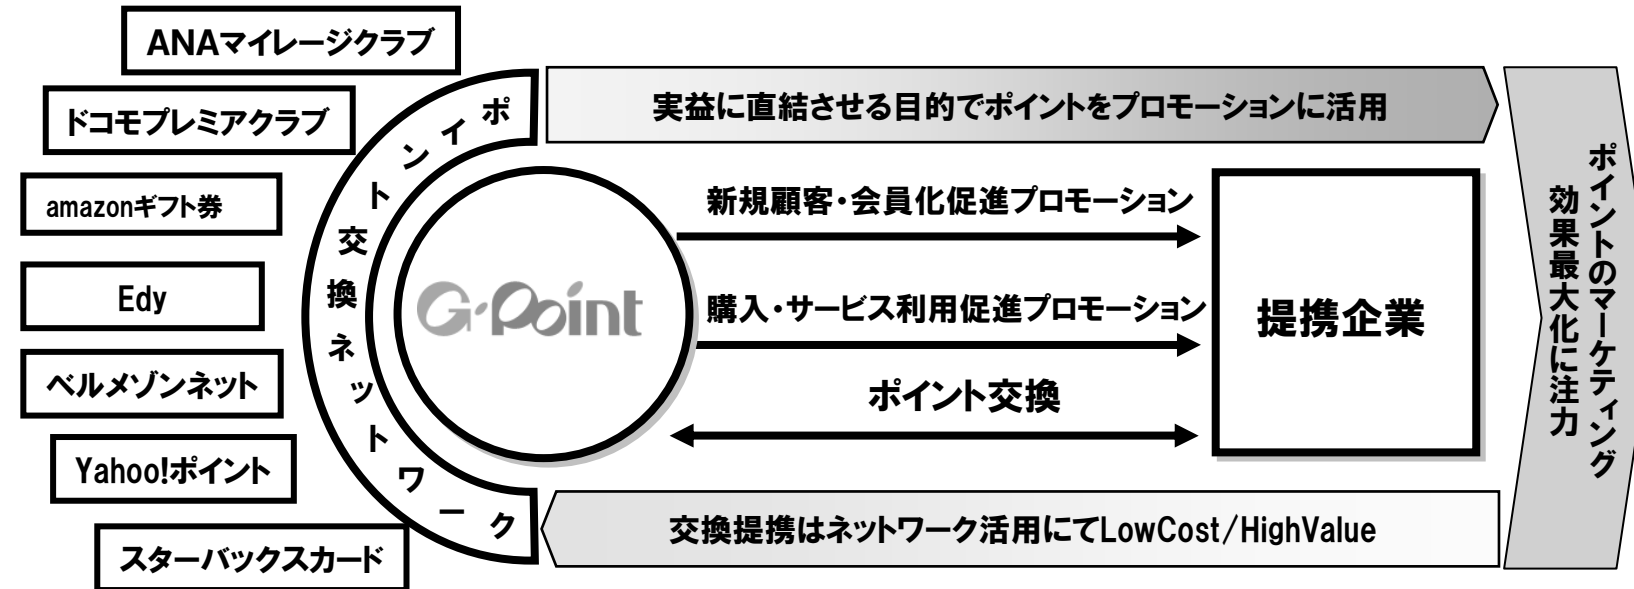 ANAマイレージクラブ
ドコモプレミアクラブ
amazonギフト券
Edy
ベルメゾンネット
Yahoo!ポイント
スターバックスカード
ポイント交換ネットワーク
G・Point
実益に直結させる目的でポイントをプロモーションに活用
新規顧客・会員化促進プロモーション
購入・サービス利用促進プロモーション
ポイント交換
交換提携はネットワーク活用にてLowCost/HighValue
提携企業
ポイントのマーケティング
効果最大化に注力